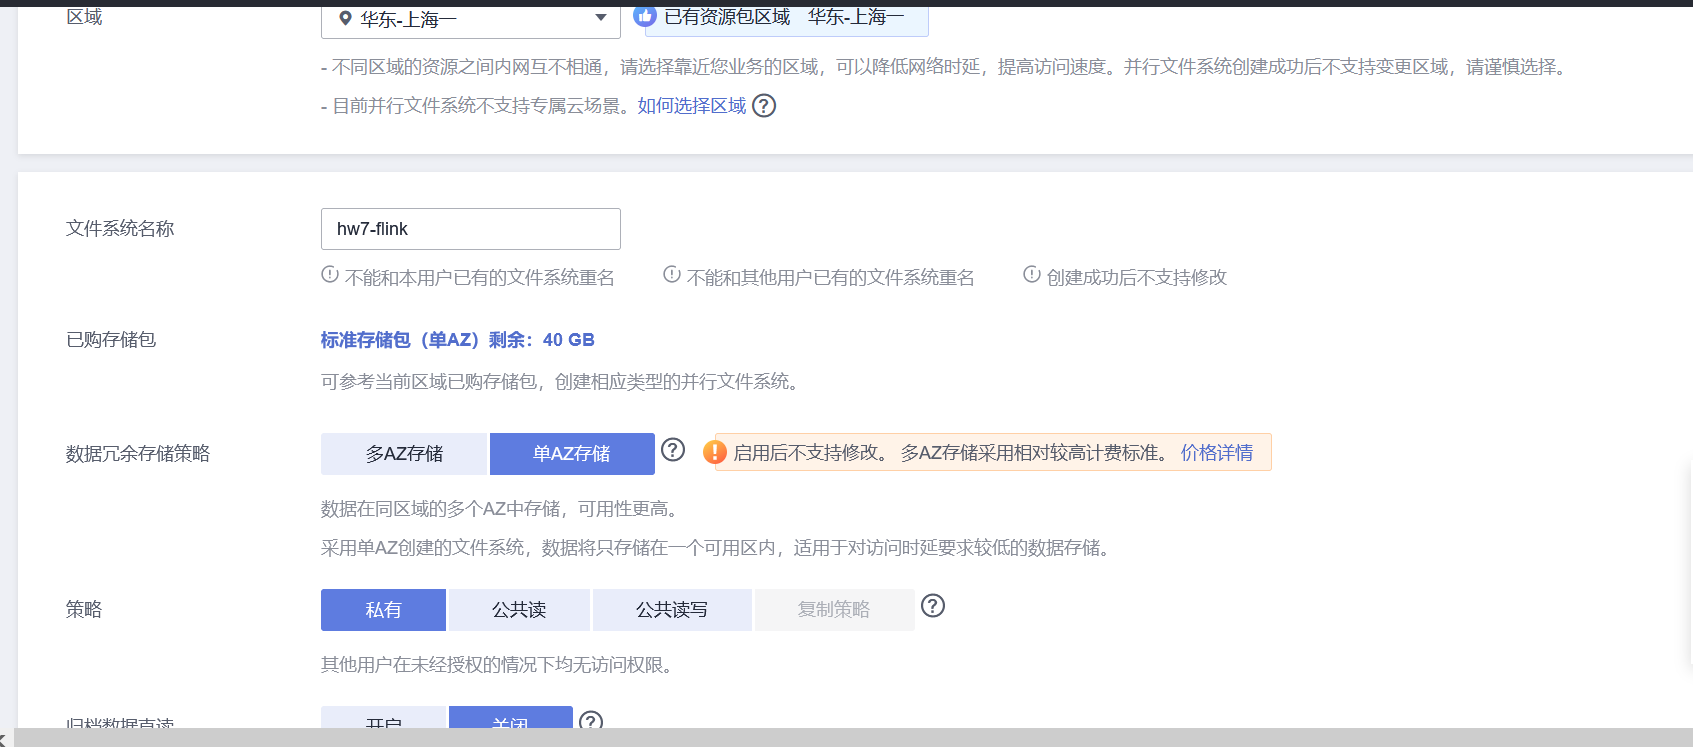 区域
华东-上海一
已有资源包区域 华东-上海一
- 不同区域的资源之间内网互不相通，请选择靠近您业务的区域，可以降低网络时延，提高访问速度。并行文件系统创建成功后不支持变更区域，请谨慎选择。
- 目前并行文件系统不支持专属云场景。如何选择区域
文件系统名称
hw7-flink
不能和本用户已有的文件系统重名 不能和其他用户已有的文件系统重名 创建成功后不支持修改
已购存储包
标准存储包（单AZ）剩余：40 GB
可参考当前区域已购存储包，创建相应类型的并行文件系统。
数据冗余存储策略
多AZ存储 单AZ存储
启用后不支持修改。 多AZ存储采用相对较高计费标准。 价格详情
数据在同区域的多个AZ中存储，可用性更高。
采用单AZ创建的文件系统，数据将只存储在一个可用区内，适用于对访问时延要求较低的数据存储。
策略
私有 公共读 公共读写 复制策略
其他用户在未经授权的情况下均无访问权限。
归档数据直读
开启 关闭